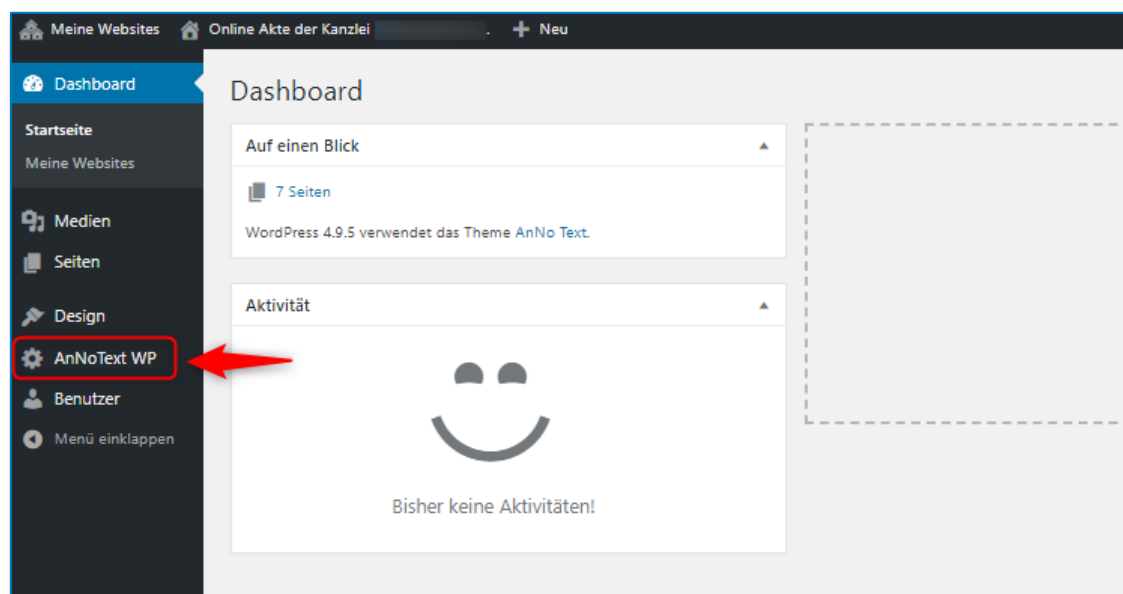 Meine Websites Online Akte der Kanzlei . Neu
Dashboard
Startseite
Meine Websites
Medien
Seiten
Design
AnNoText WP
Benutzer
Menü einklappen
Dashboard
Auf einen Blick
7 Seiten
WordPress 4.9.5 verwendet das Theme AnNo Text.
Aktivität
Bisher keine Aktivitäten!